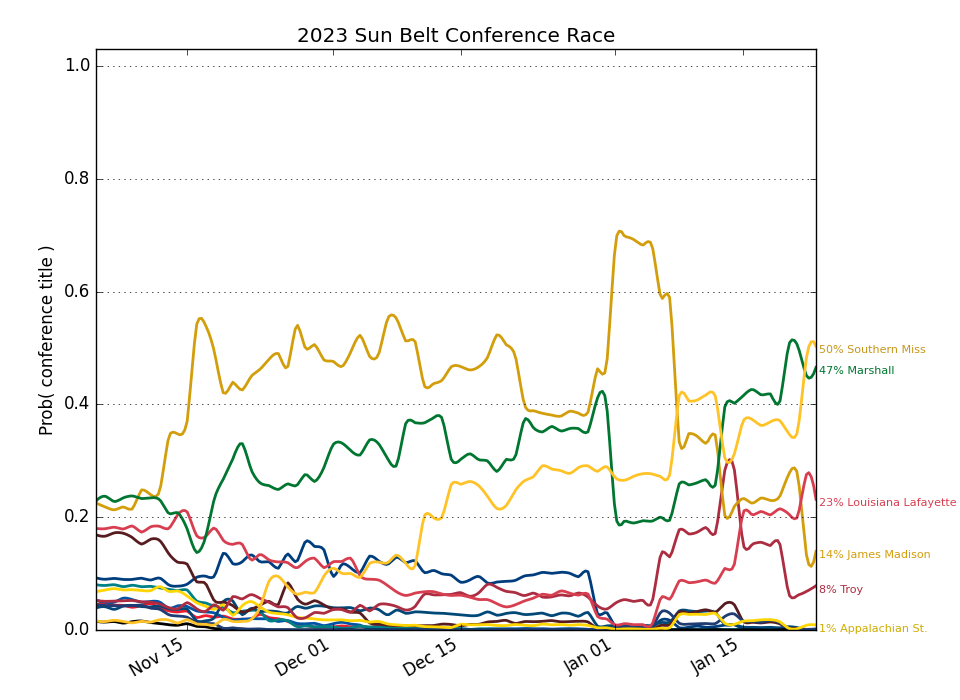 2023 Sun Belt Conference Race
Prob( conference title )
1.0
0.8
0.6
0.4
0.2
0.0
Nov 15
Dec 01
Dec 15
Jan 01
Jan 15
50% Southern Miss
47% Marshall
23% Louisiana Lafayette
14% James Madison
8% Troy
1% Appalachian St.